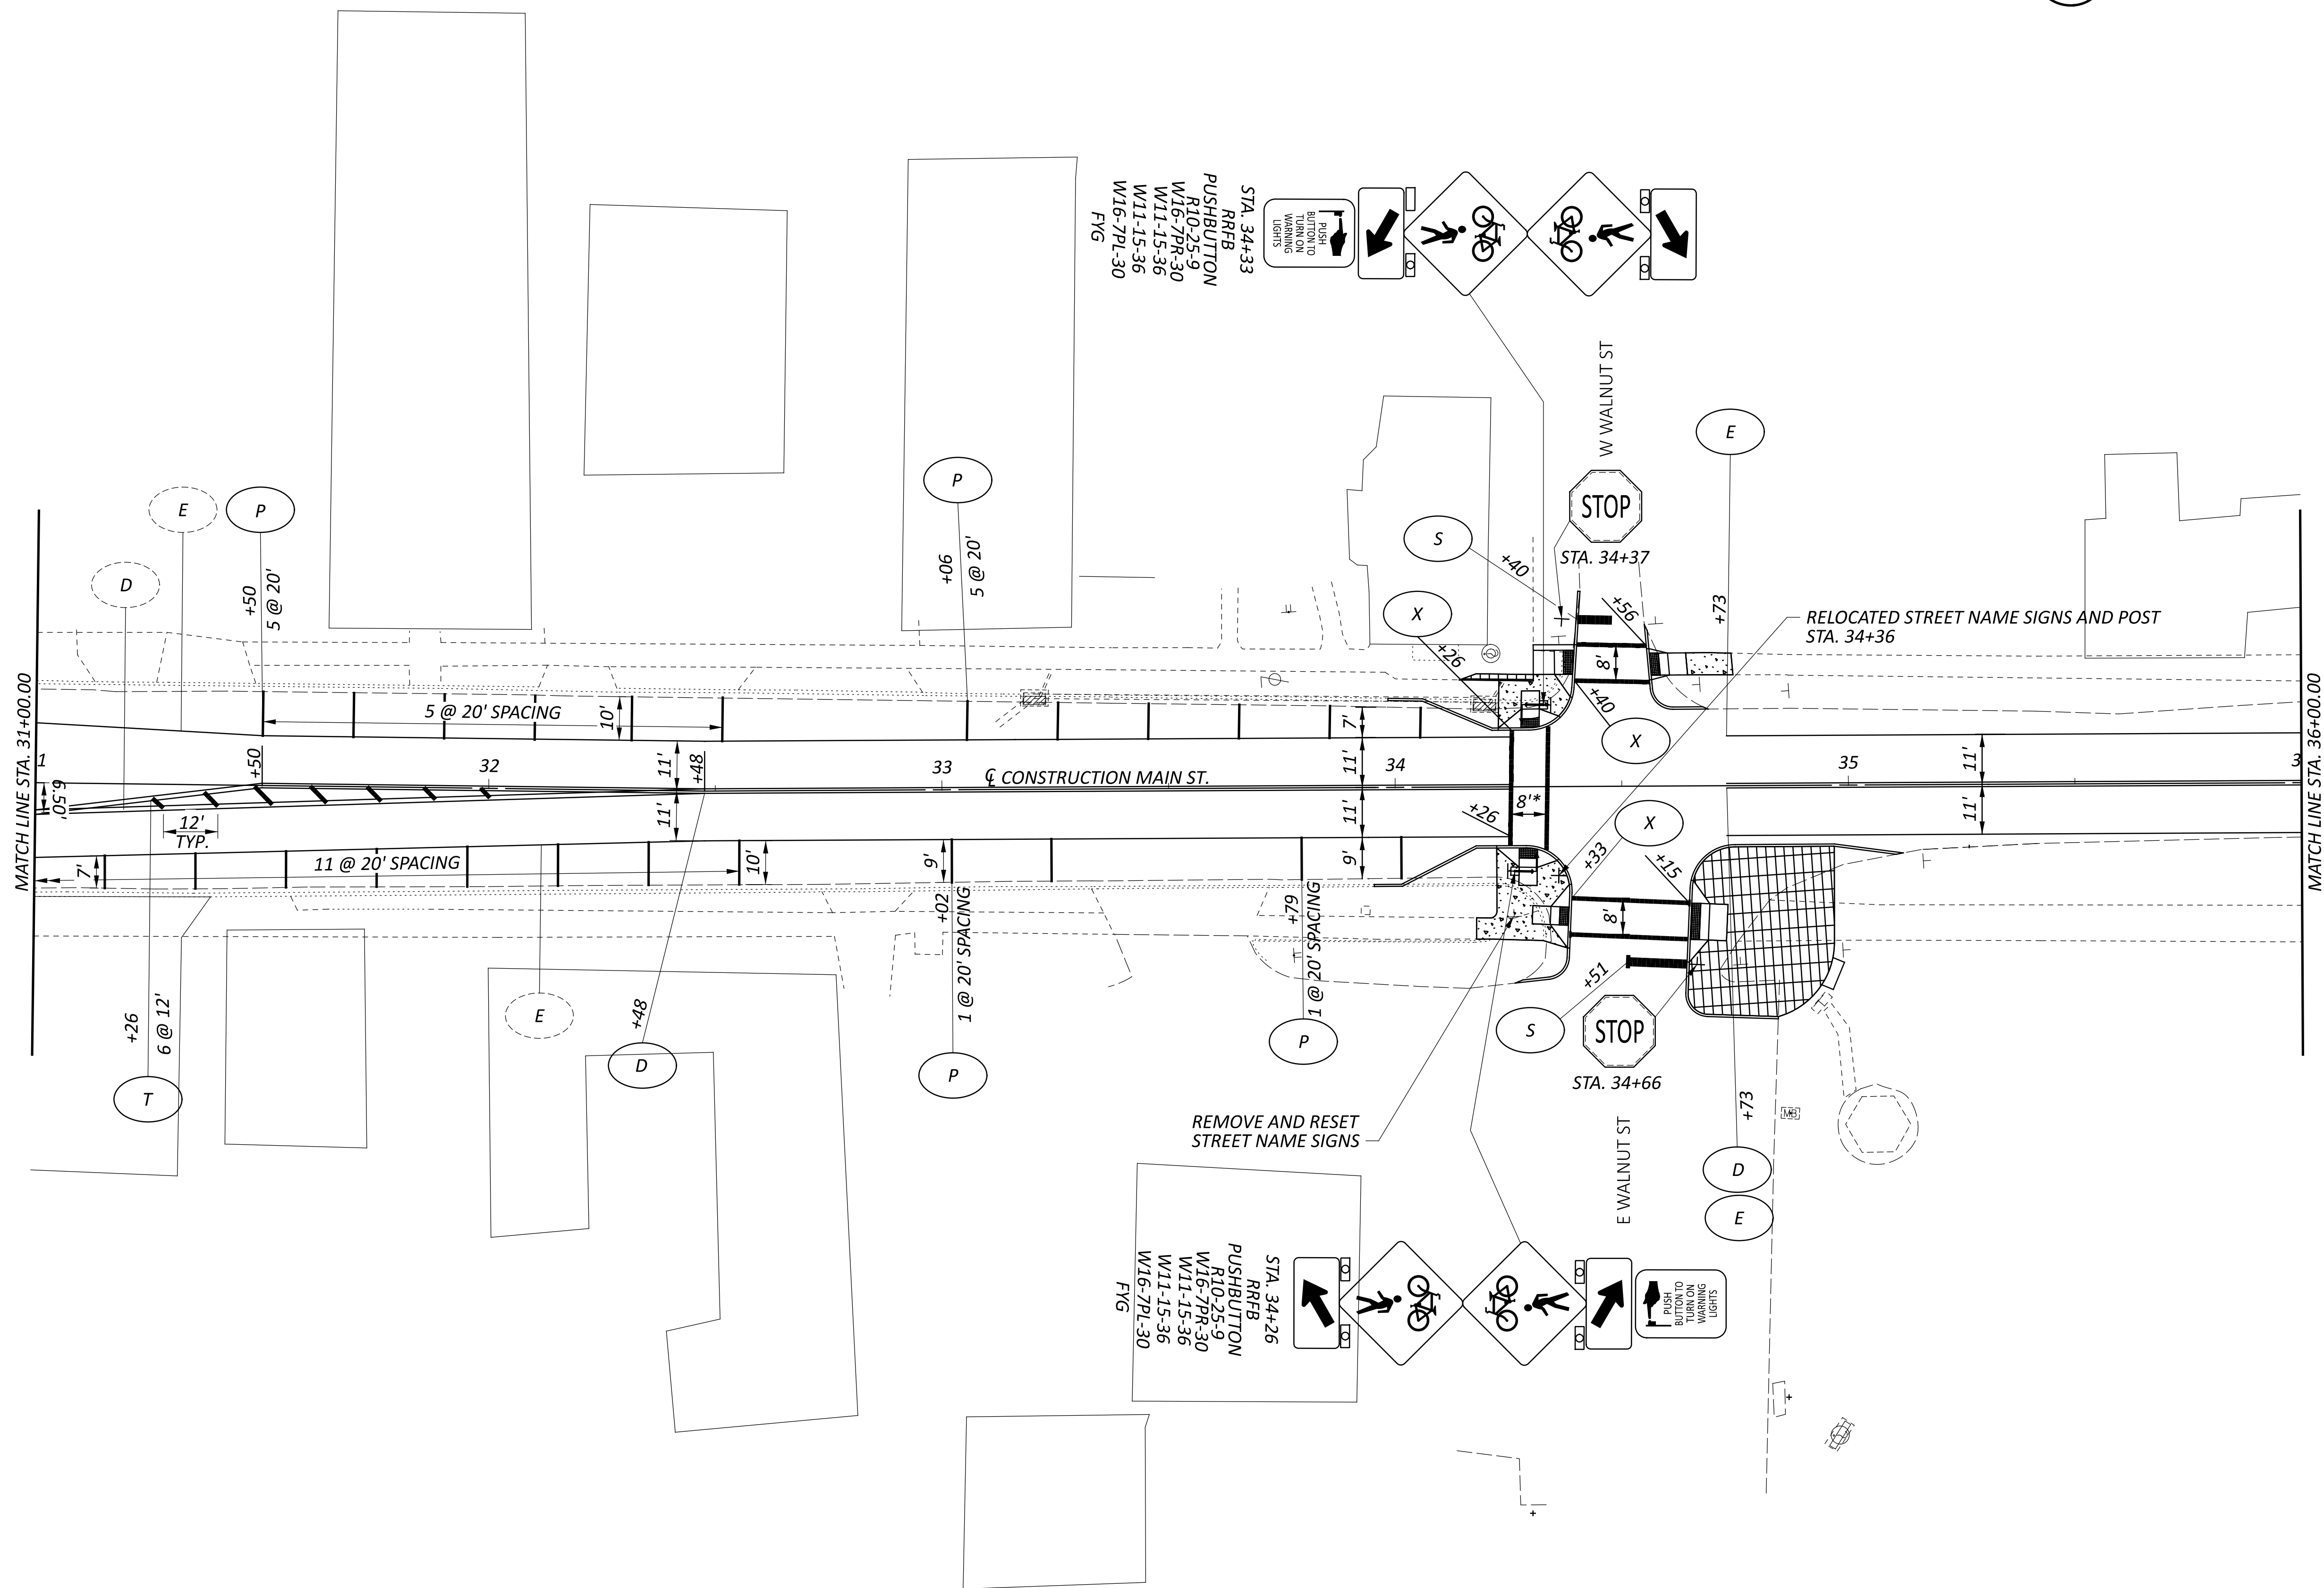 STA. 34+33
RRFB
PUSHBUTTON
R10-25-9
W16-7PR-30
W11-15-36
W11-15-36
W16-7PL-30
FYG
PUSH
BUTTON TO
TURN ON
WARNING
LIGHTS
W WALNUT ST
E
STOP
STA. 34+37
S
+40
X
+26
+56
+73
8'
+40
X
RELOCATED STREET NAME SIGNS AND POST
STA. 34+36
E
P
D
+50
5 @ 20'
P
+06
5 @ 20'
5 @ 20' SPACING
10'
7'
MATCH LINE STA. 31+00.00
1
6.50'
+50
32
11'
+48
33
℄ CONSTRUCTION MAIN ST.
11'
34
35
11'
3
MATCH LINE STA. 36+00.00
12'
TYP.
11'
11'
+26
8'*
X
11'
7'
11 @ 20' SPACING
10'
9'
9'
+33
+15
8'
+26
6 @ 12'
T
E
+48
D
+02
1 @ 20' SPACING
P
+79
1 @ 20' SPACING
P
+51
S
STOP
STA. 34+66
+73
D
E
MB
E WALNUT ST
REMOVE AND RESET
STREET NAME SIGNS
STA. 34+26
RRFB
PUSHBUTTON
R10-25-9
W16-7PR-30
W11-15-36
W11-15-36
W16-7PL-30
FYG
PUSH
BUTTON TO
TURN ON
WARNING
LIGHTS